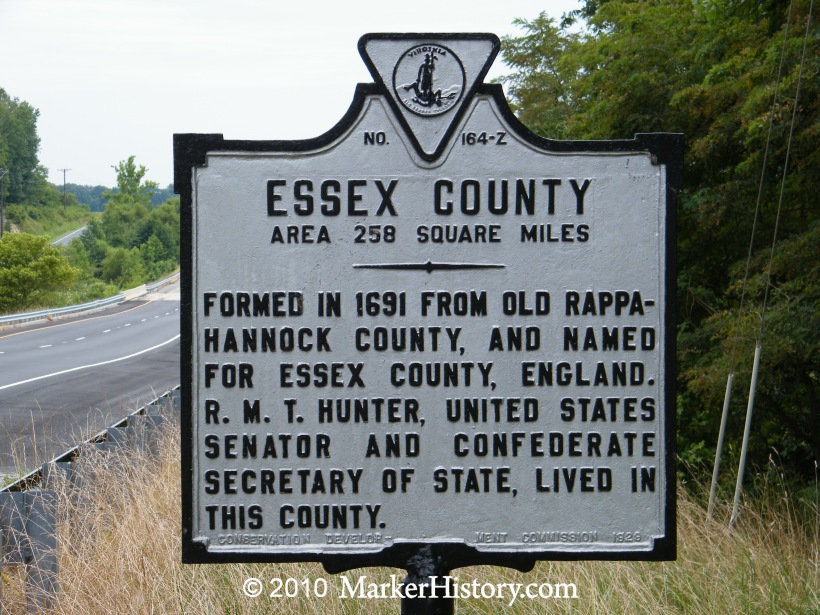 VIRGINIA
NO. 164-Z
ESSEX COUNTY
AREA 258 SQUARE MILES
FORMED IN 1691 FROM OLD RAPPA-
HANNOCK COUNTY, AND NAMED
FOR ESSEX COUNTY, ENGLAND.
R. M. T. HUNTER, UNITED STATES
SENATOR AND CONFEDERATE
SECRETARY OF STATE, LIVED IN
THIS COUNTY.
CONSERVATION DEVELOP- MENT COMMISSION
© 2010 MarkerHistory.com